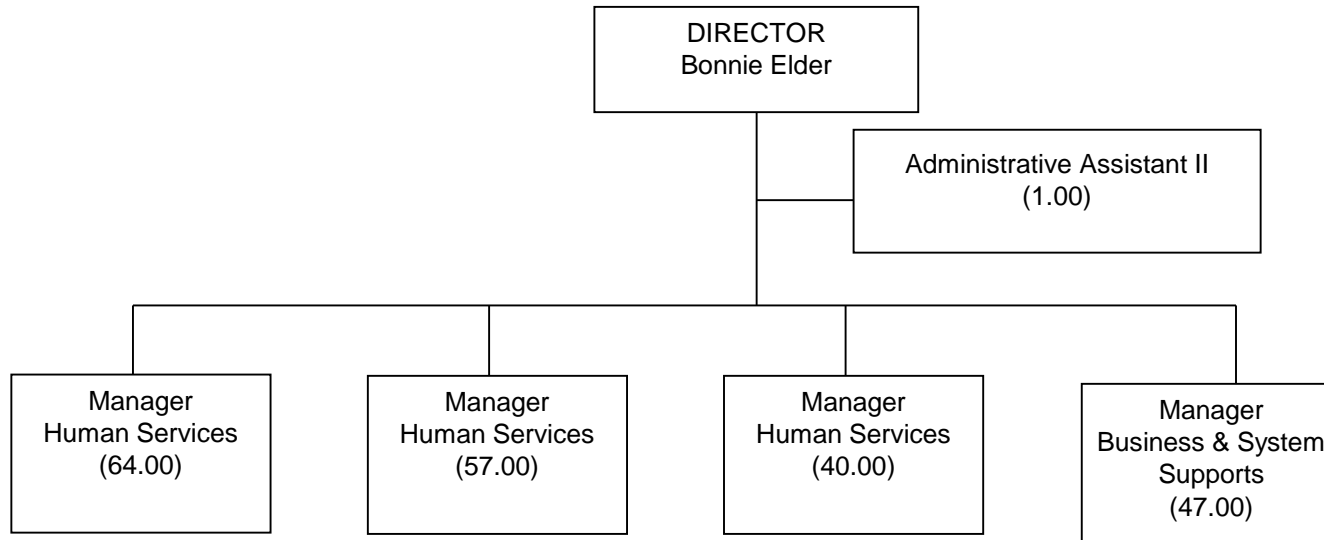 DIRECTOR
Bonnie Elder
Administrative Assistant II
(1.00)
Manager
Human Services
(64.00)
Manager
Human Services
(57.00)
Manager
Human Services
(40.00)
Manager
Business & System
Supports
(47.00)